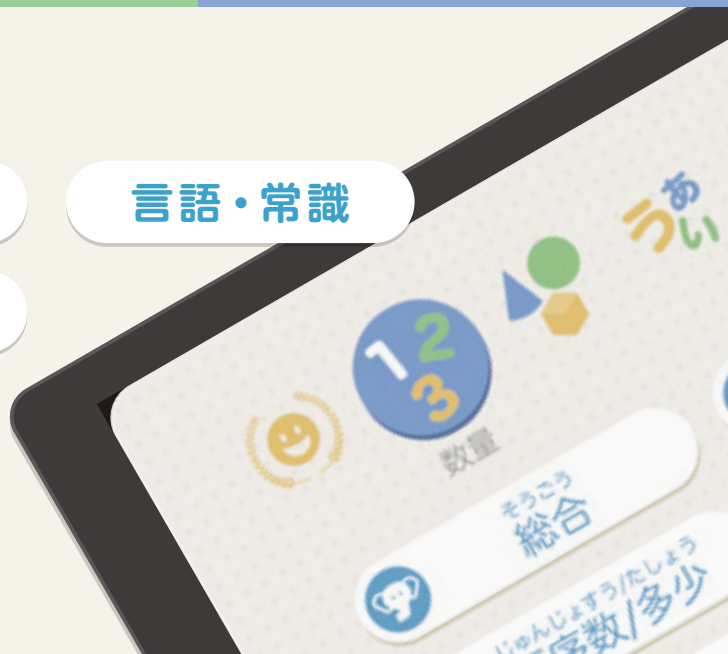 言語・常識
あ
う
い
1 2
3
数量
そうごう
総合
じゅんじょすう/たしょう
序数/多少